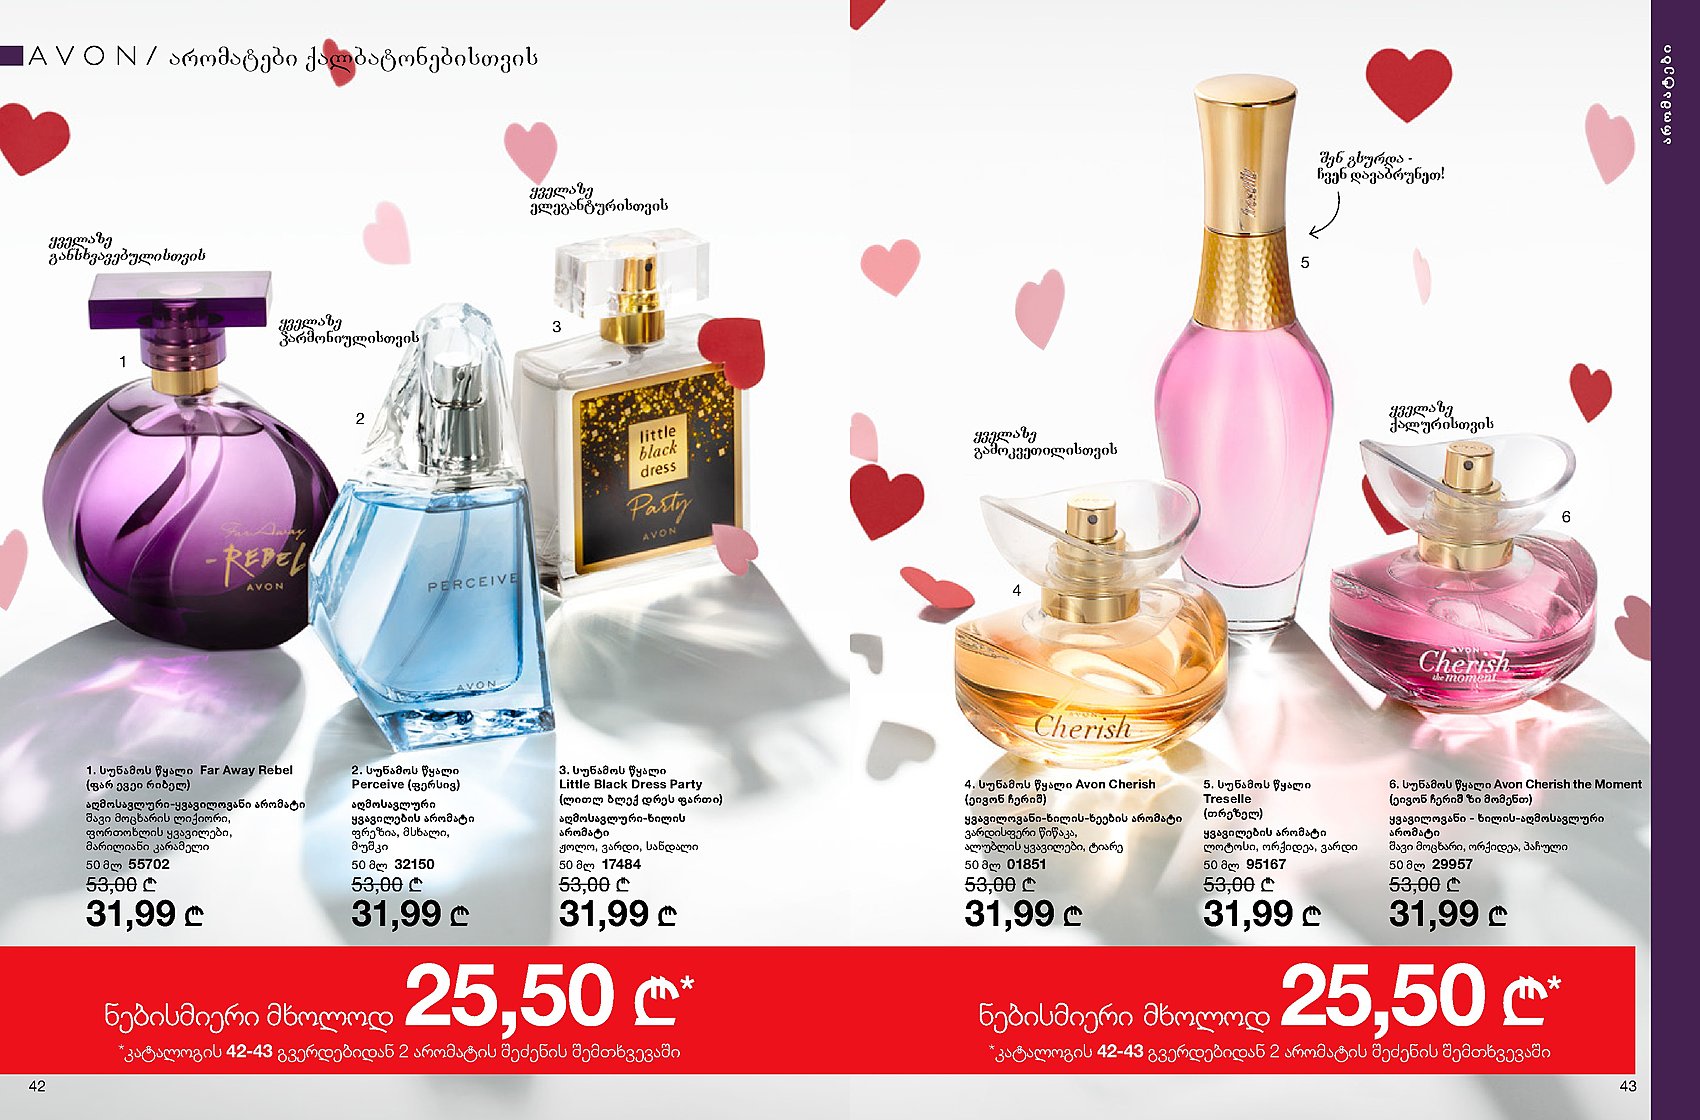 AVON/ არომატები ქალბატონებისთვის
ყველაზე
განსხვავებულისთვის
1
ყველაზე
ჰარმონიულისთვის
2
ყველაზე
ელეგანტურისთვის
3
Far Away
REBEL
AVON
PERCEIVE
AVON
little
black
dress
Party
AVON
1. სუნამოს წყალი Far Away Rebel
(ფარ ევეი რიბელ)
აღმოსავლური-ყვავილოვანი არომატი
შავი მოცხარის ლიქიორი,
ფორთოხლის ყვავილები,
მარილიანი კარამელი
50 მლ 55702
53,00 ₾
31,99 ₾
2. სუნამოს წყალი
Perceive (ფერსივ)
აღმოსავლური
ყვავილების არომატი
ფრეზია, მსხალი,
მუშკი
50 მლ 32150
53,00 ₾
31,99 ₾
3. სუნამოს წყალი
Little Black Dress Party
(ლითლ ბლექ დრეს ფართი)
აღმოსავლური-ხილის
არომატი
ჟოლო, ვარდი, სანდალი
50 მლ 17484
53,00 ₾
31,99 ₾
ნებისმიერი მხოლოდ 25,50 ₾*
*კატალოგის 42-43 გვერდებიდან 2 არომატის შეძენის შემთხვევაში
42
არომატები
შენ გსურდა -
ჩვენ დავაბრუნეთ!
5
Treselle
ყველაზე
გამოკვეთილისთვის
4
ყველაზე
ქალურისთვის
6
AVON
Cherish
AVON
Cherish
the moment
4. სუნამოს წყალი Avon Cherish
(ეივონ ჩერიშ)
ყვავილოვანი-ხილის-ხეების არომატი
ვარდისფერი წიწაკა,
ალუბლის ყვავილები, ტიარე
50 მლ 01851
53,00 ₾
31,99 ₾
5. სუნამოს წყალი
Treselle
(თრეზელ)
ყვავილების არომატი
ლოტოსი, ორქიდეა, ვარდი
50 მლ 95167
53,00 ₾
31,99 ₾
6. სუნამოს წყალი Avon Cherish the Moment
(ეივონ ჩერიშ ზი მომენთ)
ყვავილოვანი - ხილის-აღმოსავლური
არომატი
შავი მოცხარი, ორქიდეა, პაჩული
50 მლ 29957
53,00 ₾
31,99 ₾
ნებისმიერი მხოლოდ 25,50 ₾*
*კატალოგის 42-43 გვერდებიდან 2 არომატის შეძენის შემთხვევაში
43